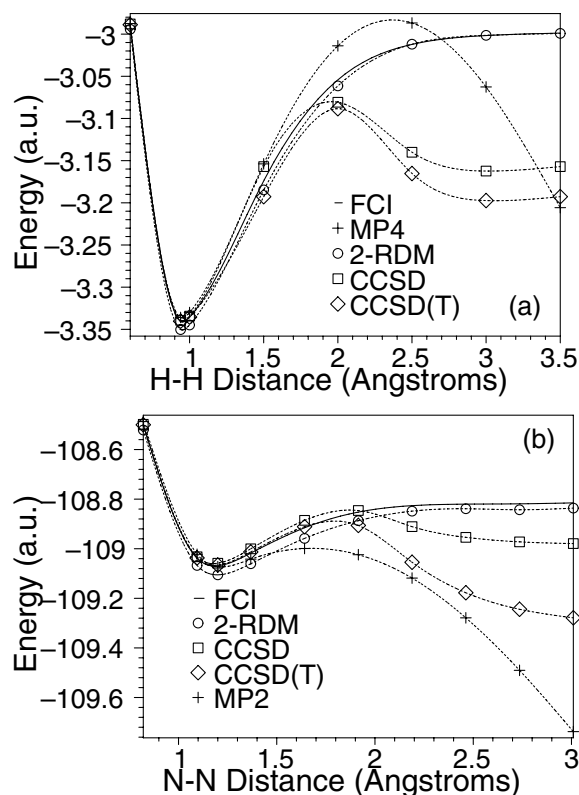 −3
−3.05
−3.1
−3.15
−3.2
−3.25
−3.3
−3.35
Energy (a.u.)
FCI
MP4
2-RDM
CCSD
CCSD(T)
(a)
1 1.5 2 2.5 3 3.5
H-H Distance (Angstroms)
(b)
−108.6
−108.8
−109
−109.2
−109.4
−109.6
Energy (a.u.)
FCI
2-RDM
CCSD
CCSD(T)
MP2
1 1.5 2 2.5 3
N-N Distance (Angstroms)